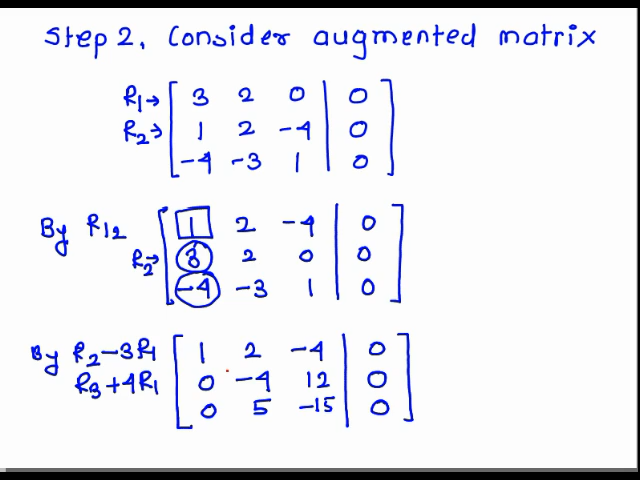 Step 2. Consider augmented matrix
R1→ 3 2 0 | 0
R2→ 1 2 -4 | 0
-4 -3 1 | 0
By R12 1 2 -4 | 0
R2→ 3 2 0 | 0
-4 -3 1 | 0
By R2-3R1 1 2 -4 | 0
R3+4R1 0 -4 12 | 0
0 5 -15 | 0